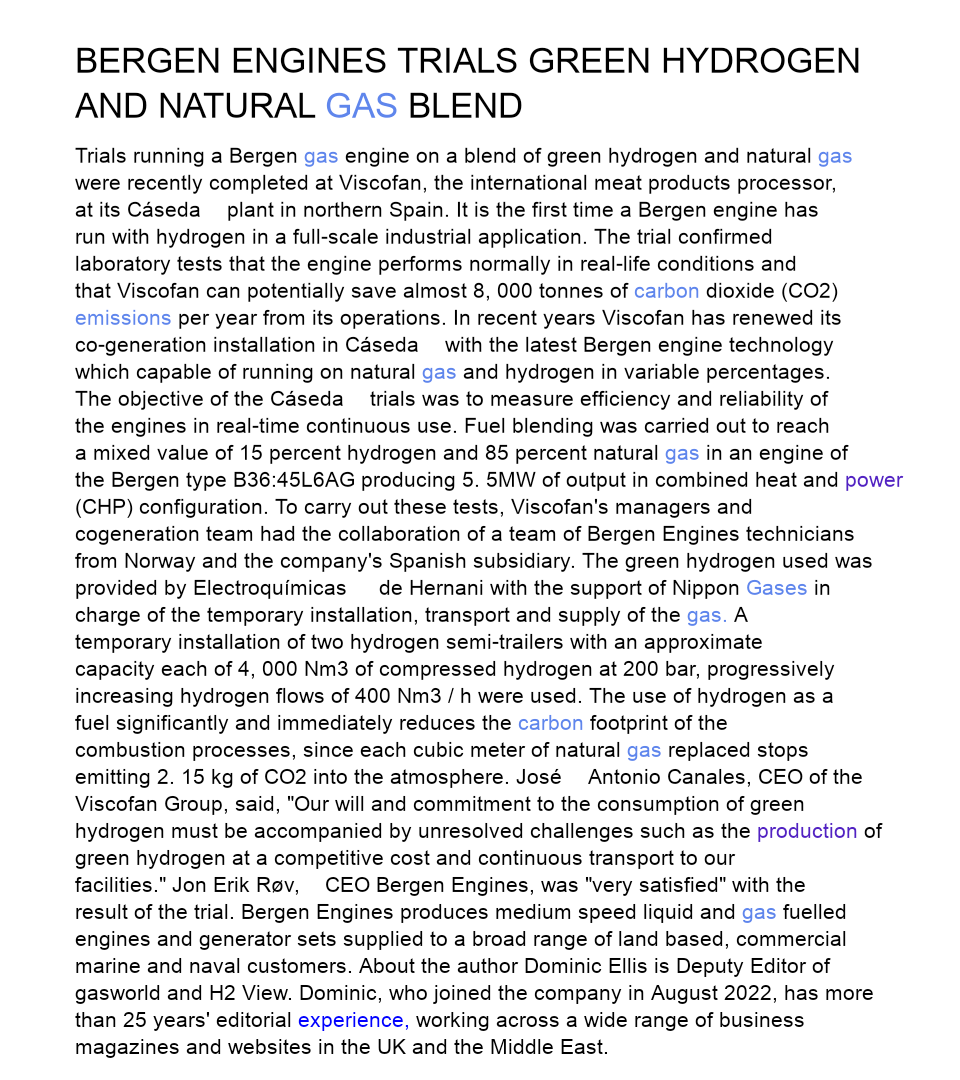 BERGEN ENGINES TRIALS GREEN HYDROGEN
AND NATURAL GAS BLEND
Trials running a Bergen gas engine on a blend of green hydrogen and natural gas
were recently completed at Viscofan, the international meat products processor,
at its Cáseda plant in northern Spain. It is the first time a Bergen engine has
run with hydrogen in a full-scale industrial application. The trial confirmed
laboratory tests that the engine performs normally in real-life conditions and
that Viscofan can potentially save almost 8, 000 tonnes of carbon dioxide (CO2)
emissions per year from its operations. In recent years Viscofan has renewed its
co-generation installation in Cáseda with the latest Bergen engine technology
which capable of running on natural gas and hydrogen in variable percentages.
The objective of the Cáseda trials was to measure efficiency and reliability of
the engines in real-time continuous use. Fuel blending was carried out to reach
a mixed value of 15 percent hydrogen and 85 percent natural gas in an engine of
the Bergen type B36:45L6AG producing 5. 5MW of output in combined heat and power
(CHP) configuration. To carry out these tests, Viscofan's managers and
cogeneration team had the collaboration of a team of Bergen Engines technicians
from Norway and the company's Spanish subsidiary. The green hydrogen used was
provided by Electroquímicas de Hernani with the support of Nippon Gases in
charge of the temporary installation, transport and supply of the gas. A
temporary installation of two hydrogen semi-trailers with an approximate
capacity each of 4, 000 Nm3 of compressed hydrogen at 200 bar, progressively
increasing hydrogen flows of 400 Nm3 / h were used. The use of hydrogen as a
fuel significantly and immediately reduces the carbon footprint of the
combustion processes, since each cubic meter of natural gas replaced stops
emitting 2. 15 kg of CO2 into the atmosphere. José Antonio Canales, CEO of the
Viscofan Group, said, "Our will and commitment to the consumption of green
hydrogen must be accompanied by unresolved challenges such as the production of
green hydrogen at a competitive cost and continuous transport to our
facilities." Jon Erik Røv, CEO Bergen Engines, was "very satisfied" with the
result of the trial. Bergen Engines produces medium speed liquid and gas fuelled
engines and generator sets supplied to a broad range of land based, commercial
marine and naval customers. About the author Dominic Ellis is Deputy Editor of
gasworld and H2 View. Dominic, who joined the company in August 2022, has more
than 25 years' editorial experience, working across a wide range of business
magazines and websites in the UK and the Middle East.